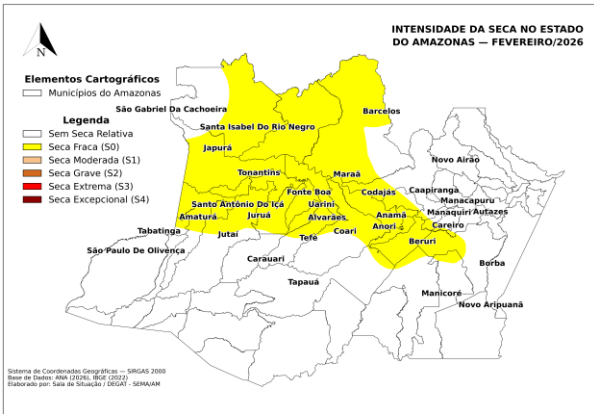 INTENSIDADE DA SECA NO ESTADO
DO AMAZONAS — FEVEREIRO/2026
N
Elementos Cartográficos
Municípios do Amazonas
Legenda
Sem Seca Relativa
Seca Fraca (S0)
Seca Moderada (S1)
Seca Grave (S2)
Seca Extrema (S3)
Seca Excepcional (S4)
São Gabriel Da Cachoeira
Barcelos
Santa Isabel Do Rio Negro
Japurá
Novo Airão
Tonantins
Maraã
Fonte Boa
Codajás
Caapiranga
Santo Antônio Do Içá
Uarini
Manacapuru
Amaturá
Juruá
Alvaraes
Anamã
Manaquiri
Autazes
Tabatinga
Jutaí
Tefé
Coari
Anori
Careiro
São Paulo De Olivença
Beruri
Carauari
Borba
Tapauá
Manicoré
Novo Aripuanã
Sistema de Coordenadas Geográficas — SIRGAS 2000
Base de Dados: ANA (2026), IBGE (2022)
Elaborado por: Sala de Situação / DEGAT - SEMA/AM